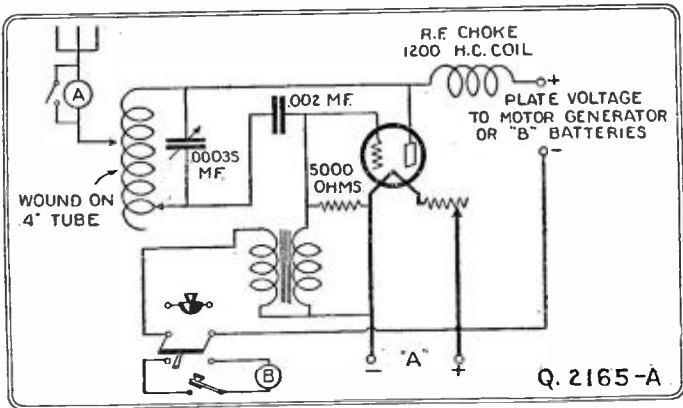 A
R.F. CHOKE
1200 H.C. COIL
+
PLATE VOLTAGE
TO MOTOR GENERATOR
OR "B" BATTERIES
-
.002 MF.
.00035
MF.
5000
OHMS
WOUND ON
4" TUBE
B
- "A" +
Q. 2165-A